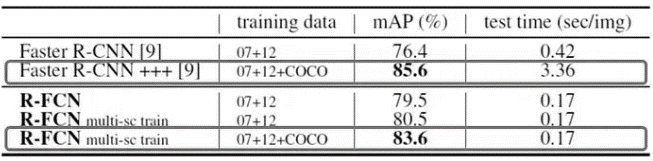 training data mAP (%) test time (sec/img)
Faster R-CNN [9] 07+12 76.4 0.42
Faster R-CNN +++ [9] 07+12+COCO 85.6 3.36
R-FCN 07+12 79.5 0.17
R-FCN multi-sc train 07+12 80.5 0.17
R-FCN multi-sc train 07+12+COCO 83.6 0.17